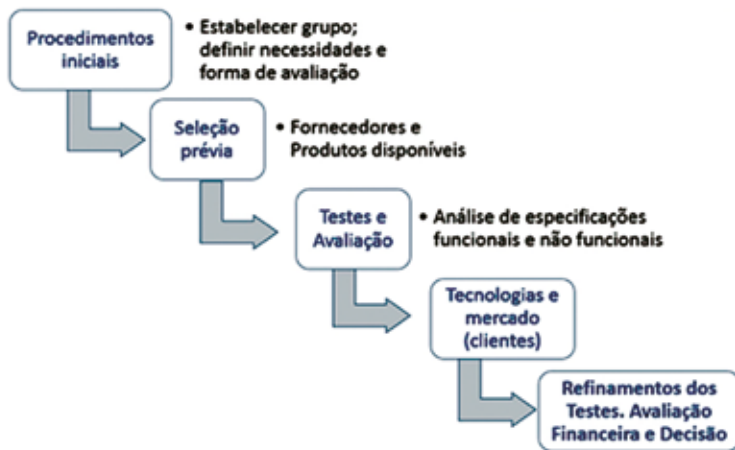 Procedimentos
iniciais
• Estabelecer grupo;
definir necessidades e
forma de avaliação
Seleção
prévia
• Fornecedores e
Produtos disponíveis
Testes e
Avaliação
• Análise de especificações
funcionais e não funcionais
Tecnologias e
mercado
(clientes)
Refinamentos dos
Testes. Avaliação
Financeira e Decisão